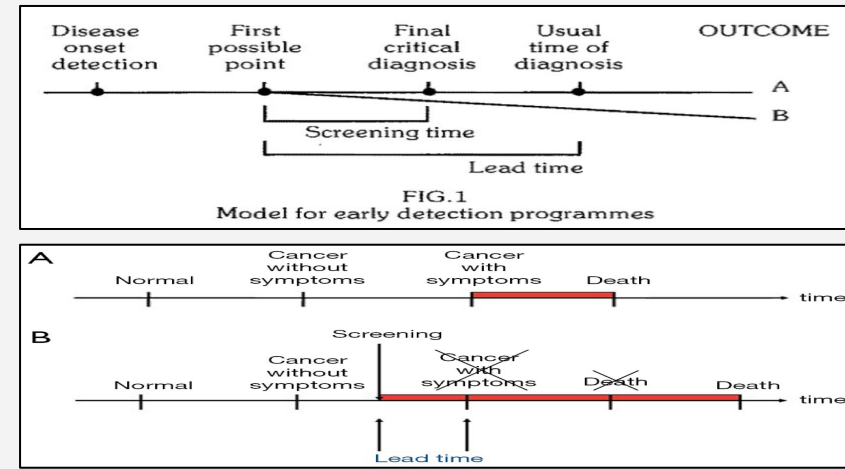 Disease
onset
detection
First
possible
point
Final
critical
diagnosis
Usual
time of
diagnosis
OUTCOME
A
B
Screening time
Lead time
FIG.1
Model for early detection programmes
A
Normal
Cancer
without
symptoms
Cancer
with
symptoms
Death
time
B
Screening
Normal
Cancer
without
symptoms
Cancer
with
symptoms
Death
Death
time
Lead time